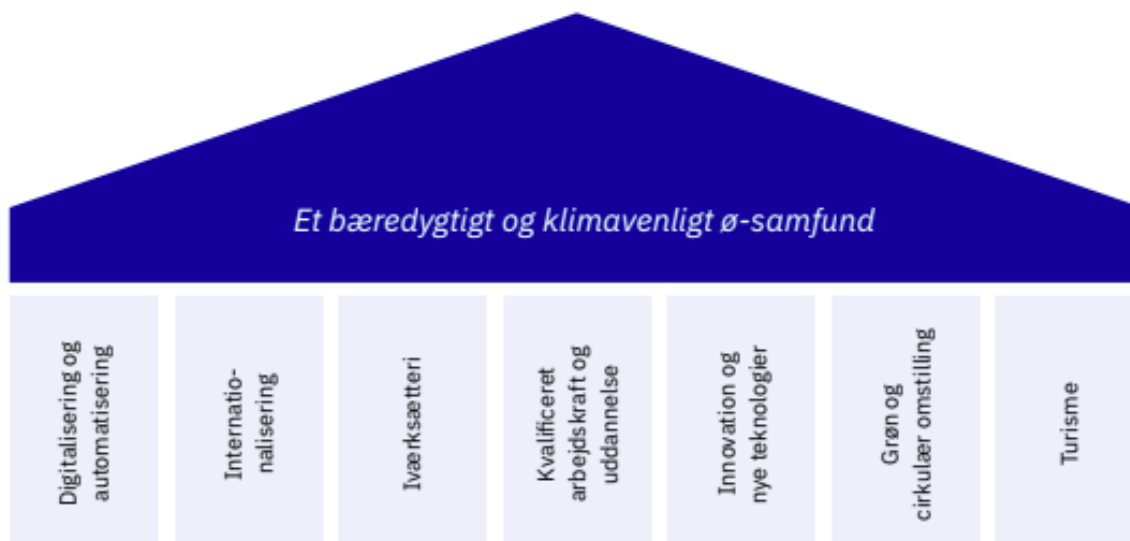 Et bæredygtigt og klimavenligt ø-samfund
Digitalisering og
automatisering
Internatio-
nalisering
Iværksætteri
Kvalificeret
arbejdskraft og
uddannelse
Innovation og
nye teknologier
Grøn og
cirkulær omstilling
Turisme